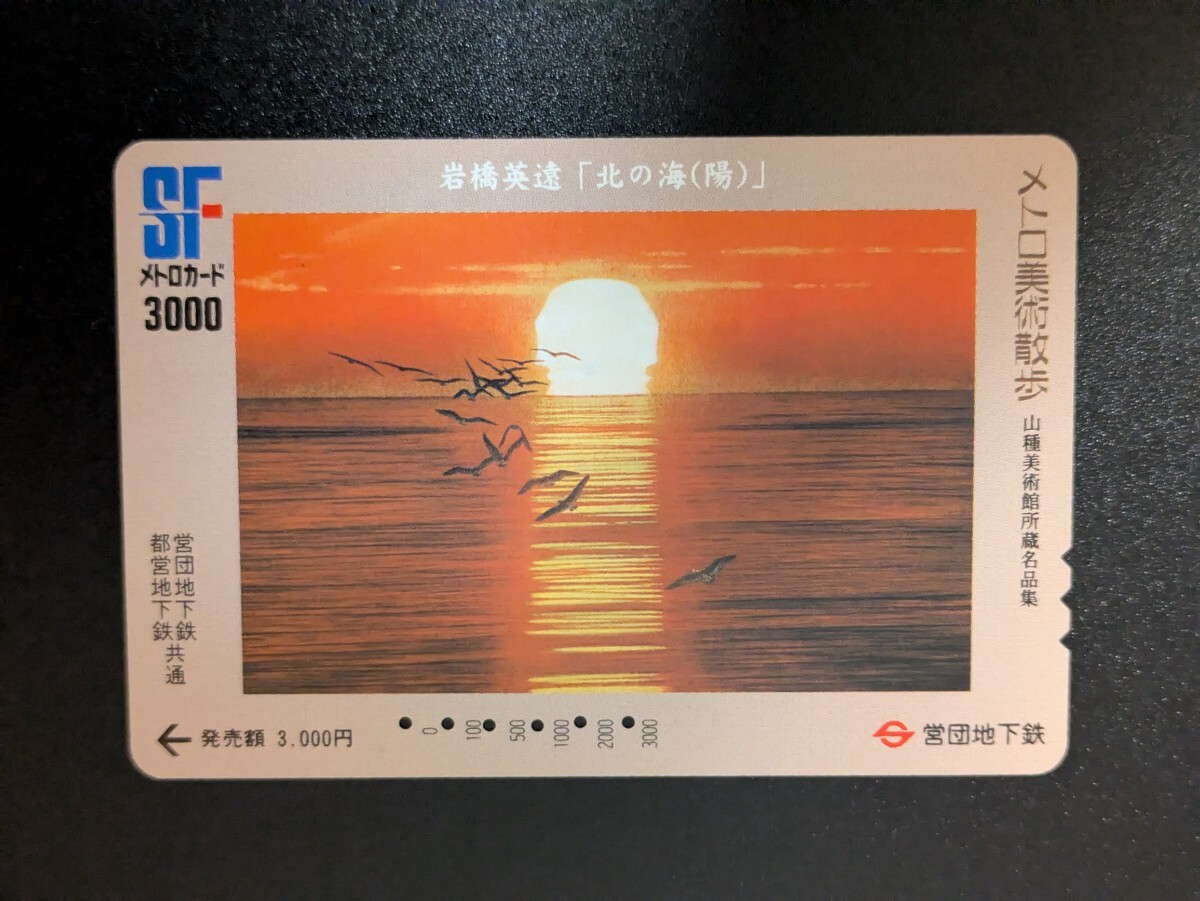 岩橋英遠「北の海(陽)」
SF
メトロカード
3000
メトロ美術散歩
山種美術館所蔵名品集
営団地下鉄
都営地下鉄
共通
発売額 3.000円
0 100 500 1000 2000 3000
営団地下鉄